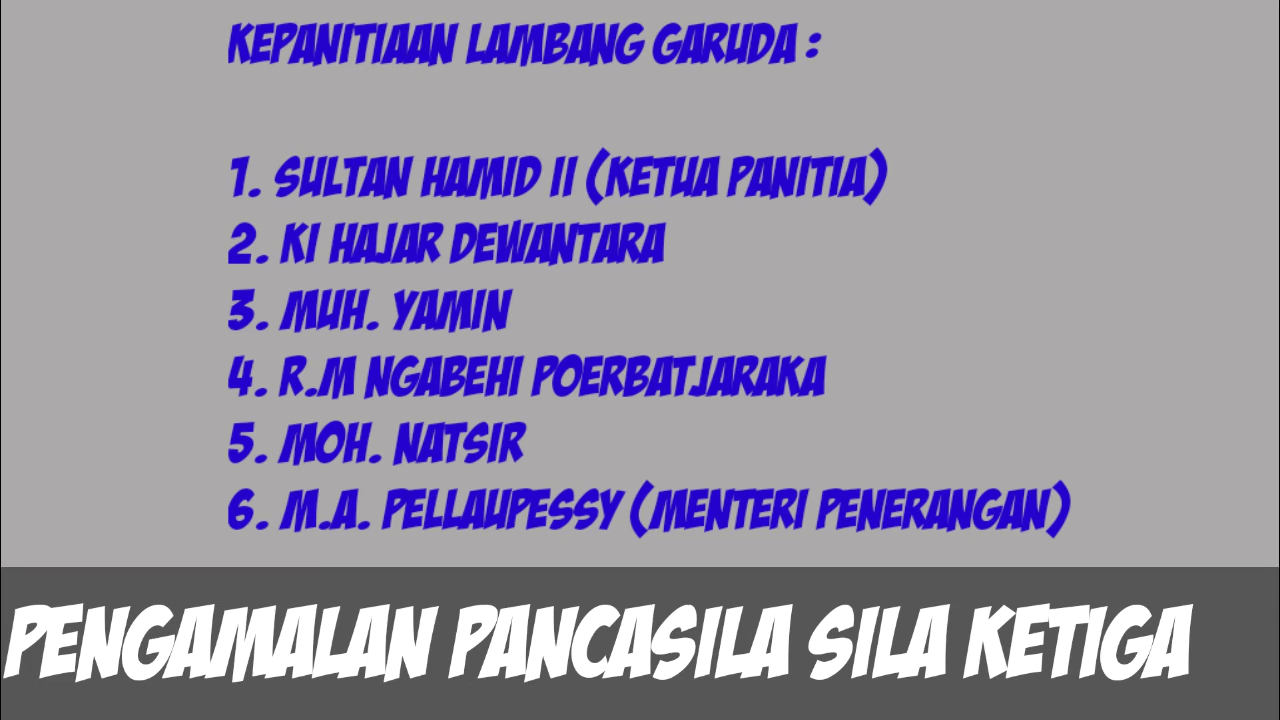 KEPANITIAAN LAMBANG GARUDA :
1. SULTAN HAMID II (KETUA PANITIA)
2. KI HAJAR DEWANTARA
3. MUH. YAMIN
4. R.M NGABEHI POERBATJARAKA
5. MOH. NATSIR
6. M.A. PELLAUPESSY (MENTERI PENERANGAN)
PENGAMALAN PANCASILA SILA KETIGA